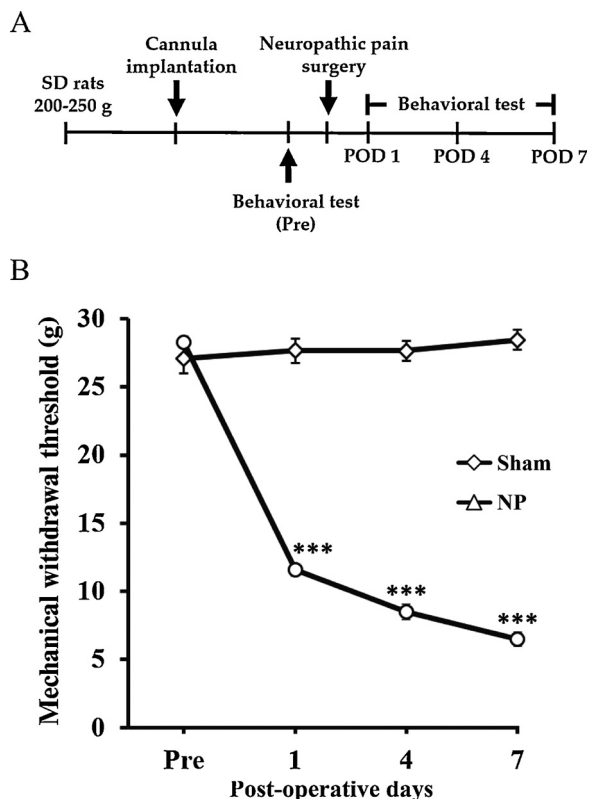 A
Cannula
implantation
Neuropathic pain
surgery
SD rats
200-250 g
Behavioral test
POD 1
POD 4
POD 7
Behavioral test
(Pre)
B
Mechanical withdrawal threshold (g)
30
25
20
15
10
5
0
***
***
***
Sham
NP
Pre 1 4 7
Post-operative days